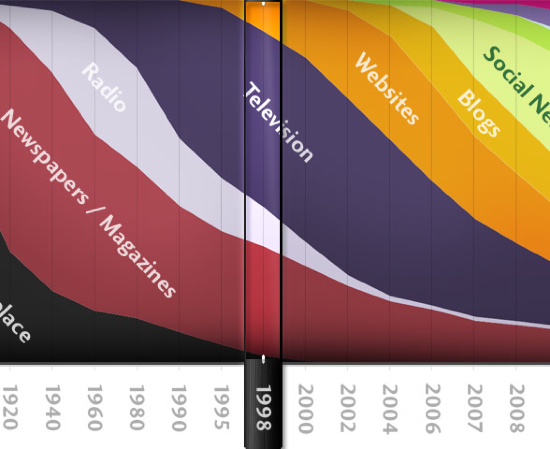 Radio
Television
Websites
Blogs
Social Ne
Newspapers / Magazines
place
1920
1940
1960
1980
1990
1995
1998
2000
2002
2004
2006
2007
2008